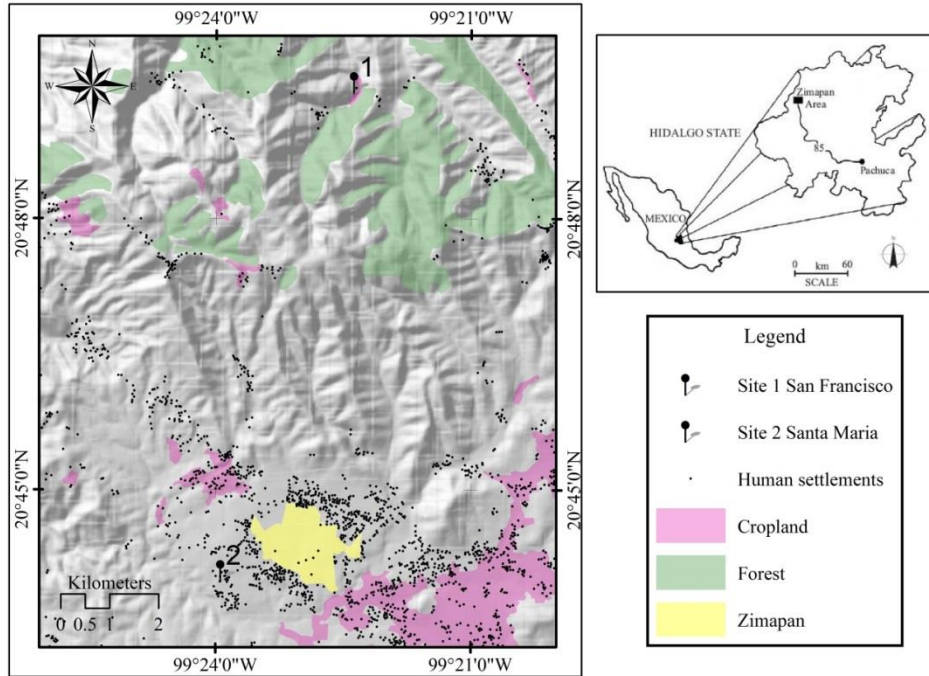 99°24'0"W 99°21'0"W
N
W E
S
1
20°48'0"N 20°48'0"N
20°45'0"N 20°45'0"N
2
Kilometers
0 0.5 1 2
99°24'0"W 99°21'0"W
Zimapan
Area
HIDALGO STATE
85
Pachuca
MEXICO
N
0 km 60
SCALE
Legend
Site 1 San Francisco
Site 2 Santa Maria
Human settlements
Cropland
Forest
Zimapan